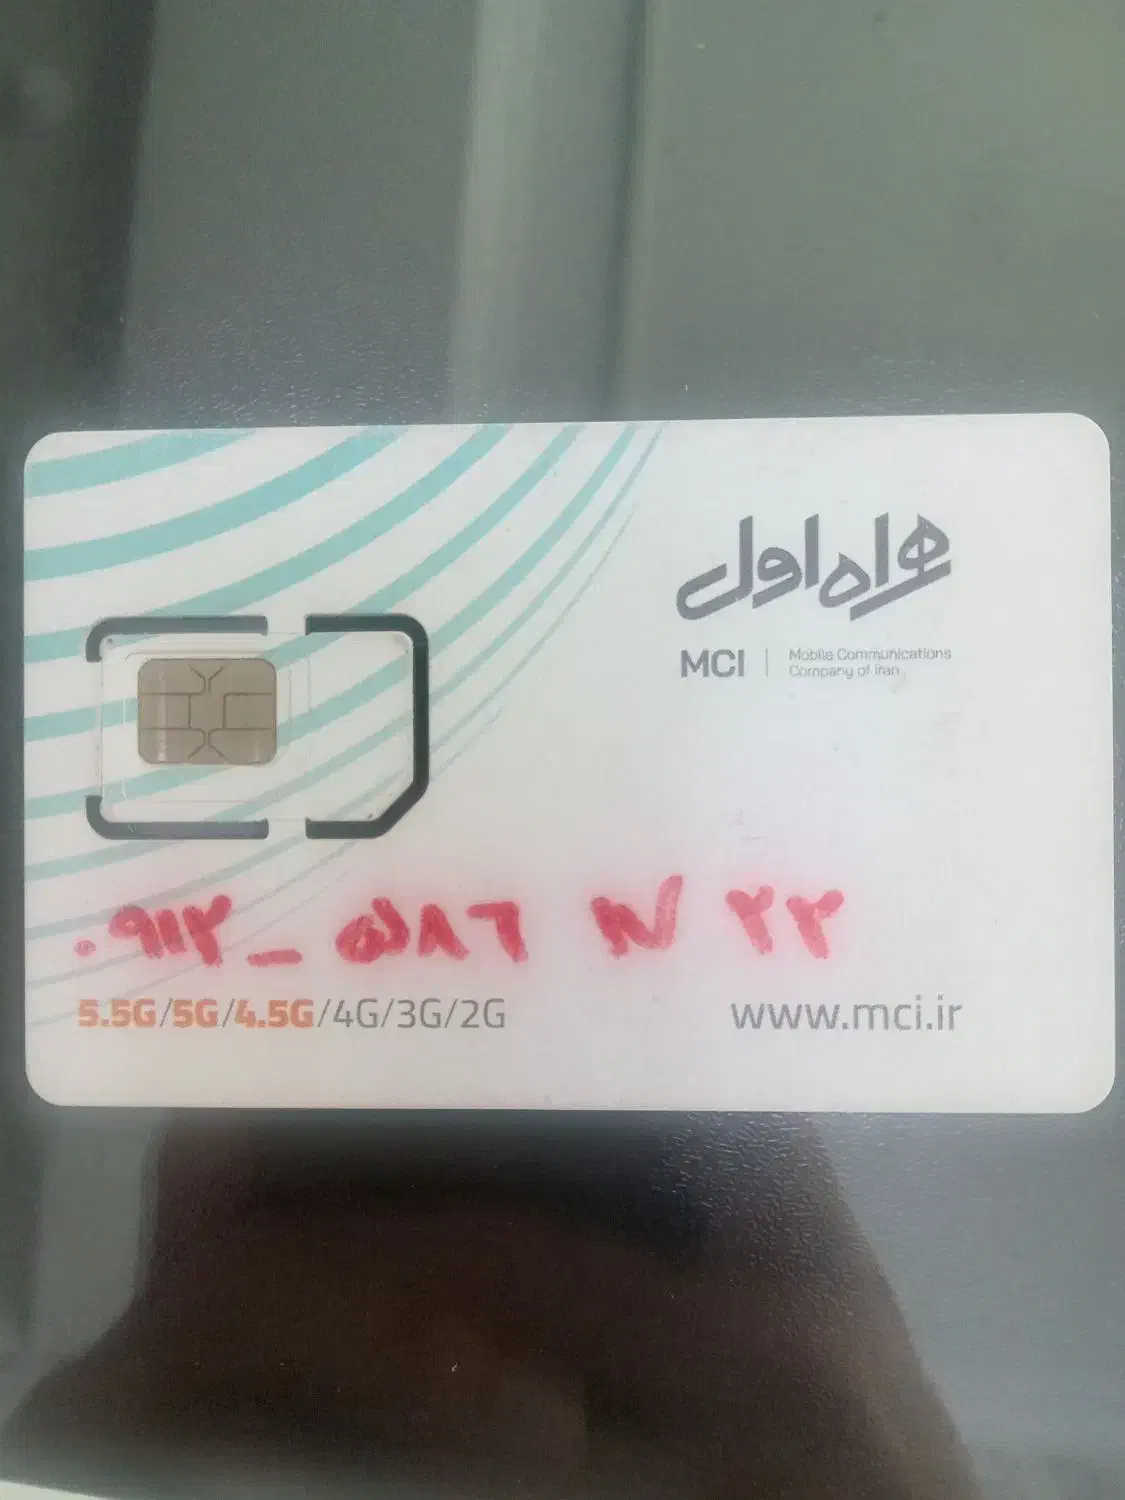 همراه اول
MCI | Mobile Communications
Company of Iran
۰۹۱۲_۵۸۶ ۲۲
5.5G/5G/4.5G/4G/3G/2G
www.mci.ir